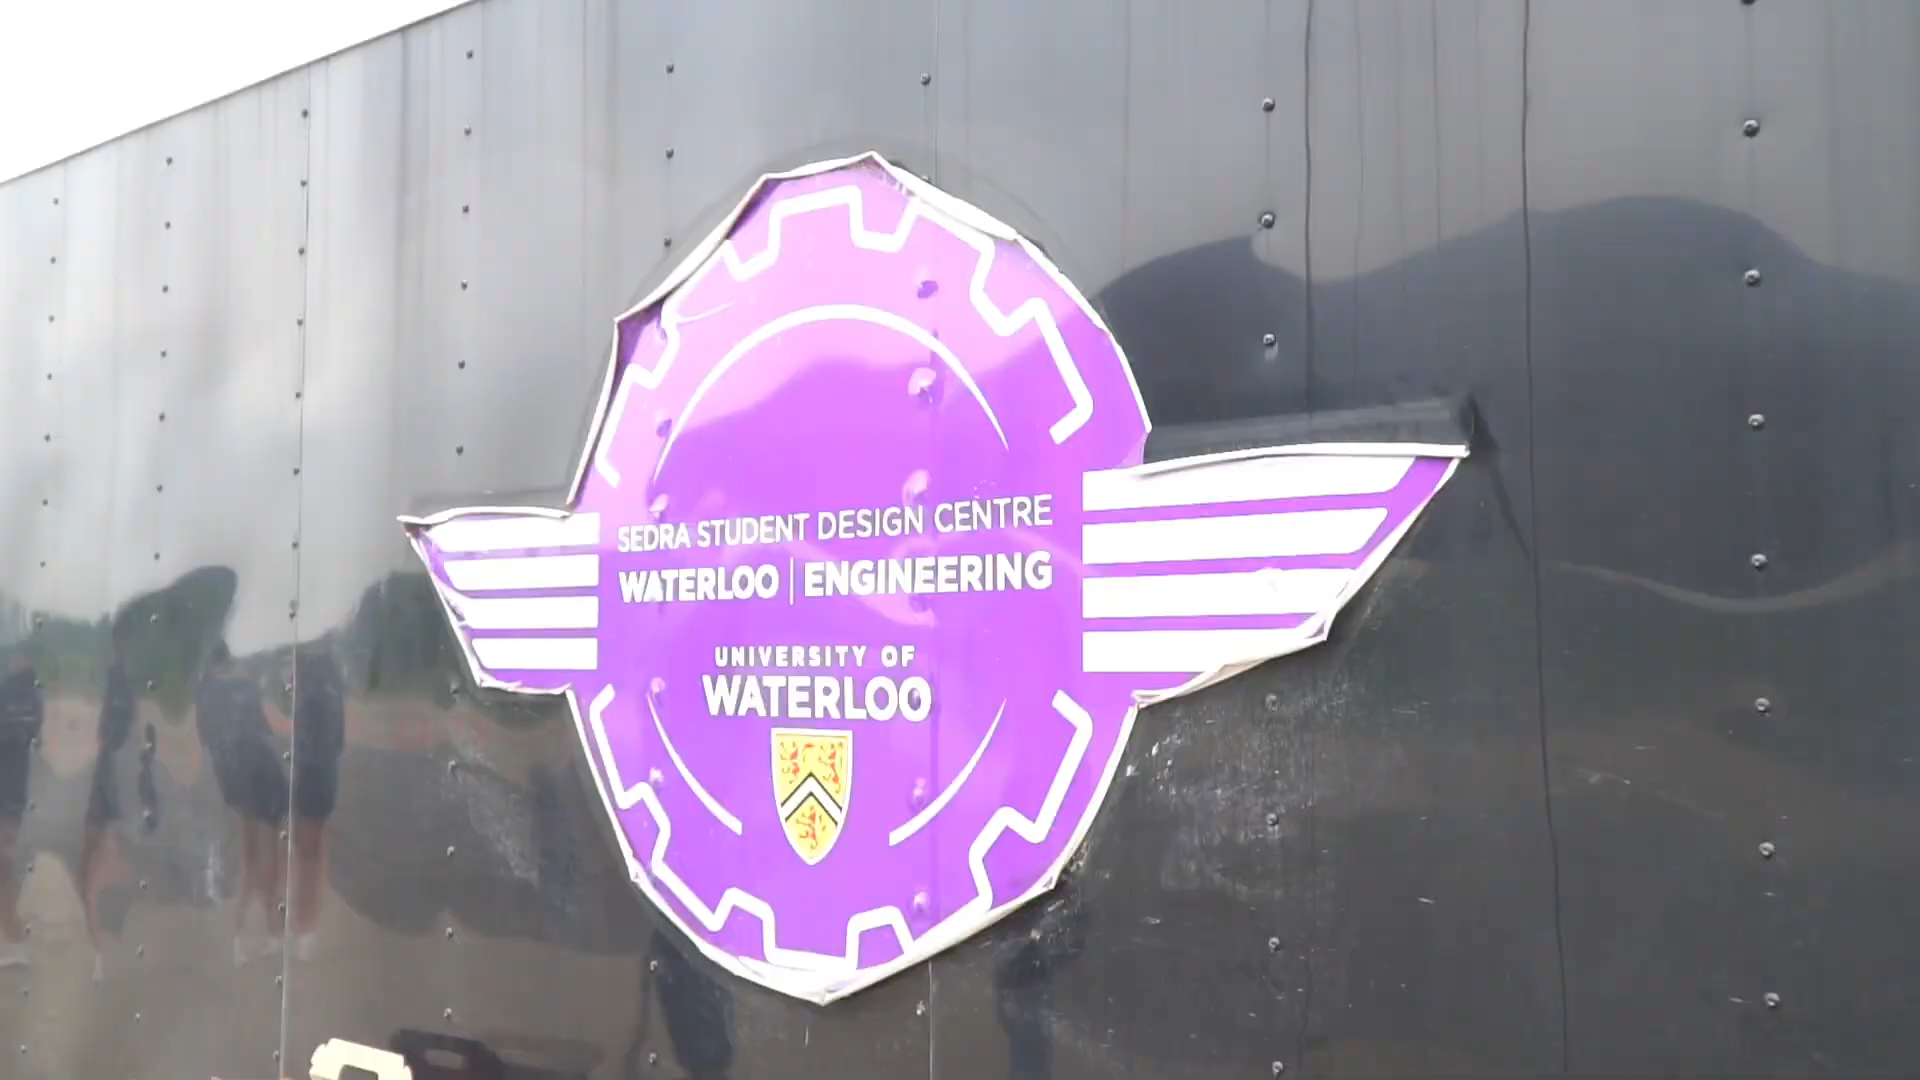 SEDRA STUDENT DESIGN CENTRE
WATERLOO | ENGINEERING
UNIVERSITY OF
WATERLOO